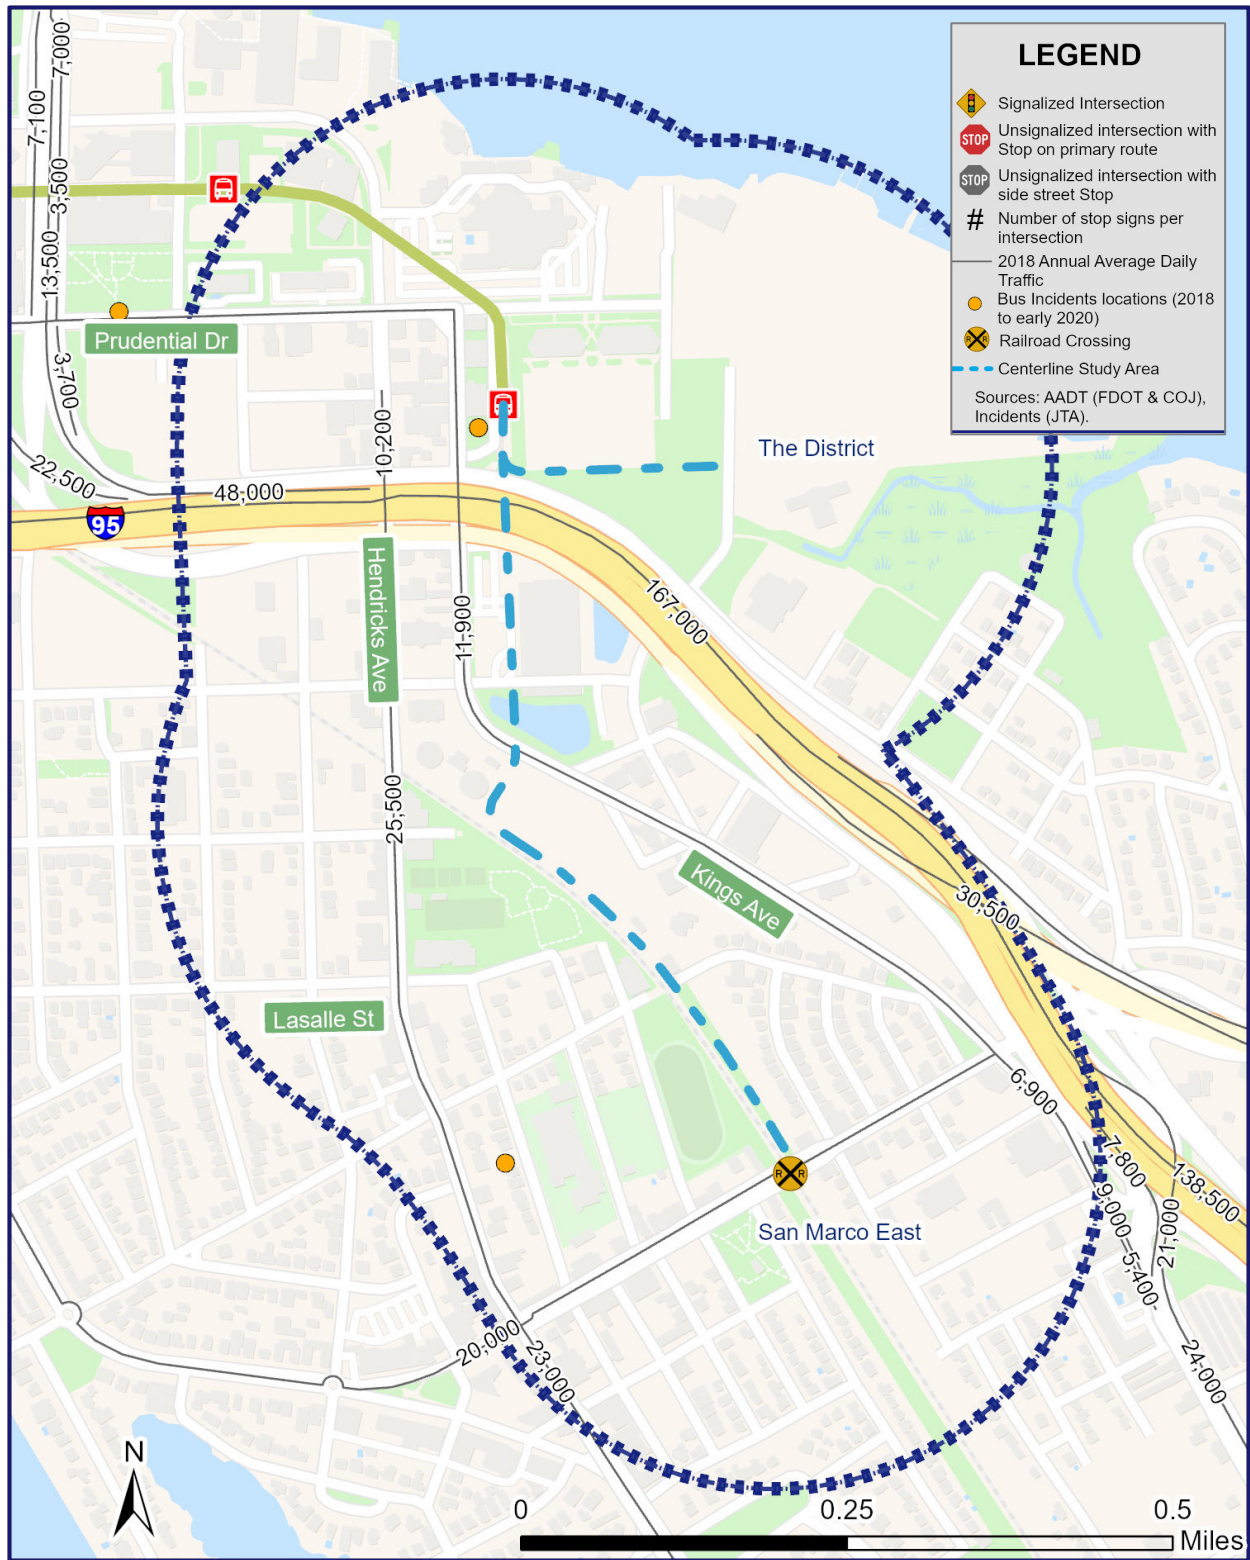 LEGEND
Signalized Intersection
STOP
Unsignalized intersection with
Stop on primary route
STOP
Unsignalized intersection with
side street Stop
#
Number of stop signs per
intersection
2018 Annual Average Daily
Traffic
Bus Incidents locations (2018
to early 2020)
R R
Railroad Crossing
Centerline Study Area
Sources: AADT (FDOT & COJ),
Incidents (JTA).
7,000
7,100
3,500
13,500
Prudential Dr
3,700
10,200
The District
22,500
48,000
95
Hendricks Ave
11,900
167,000
25,500
Kings Ave
30,500
Lasalle St
6,900
7,800
138,500
R R
9,000
21,000
5,400
San Marco East
20,000
23,000
24,000
N
0
0.25
0.5
Miles